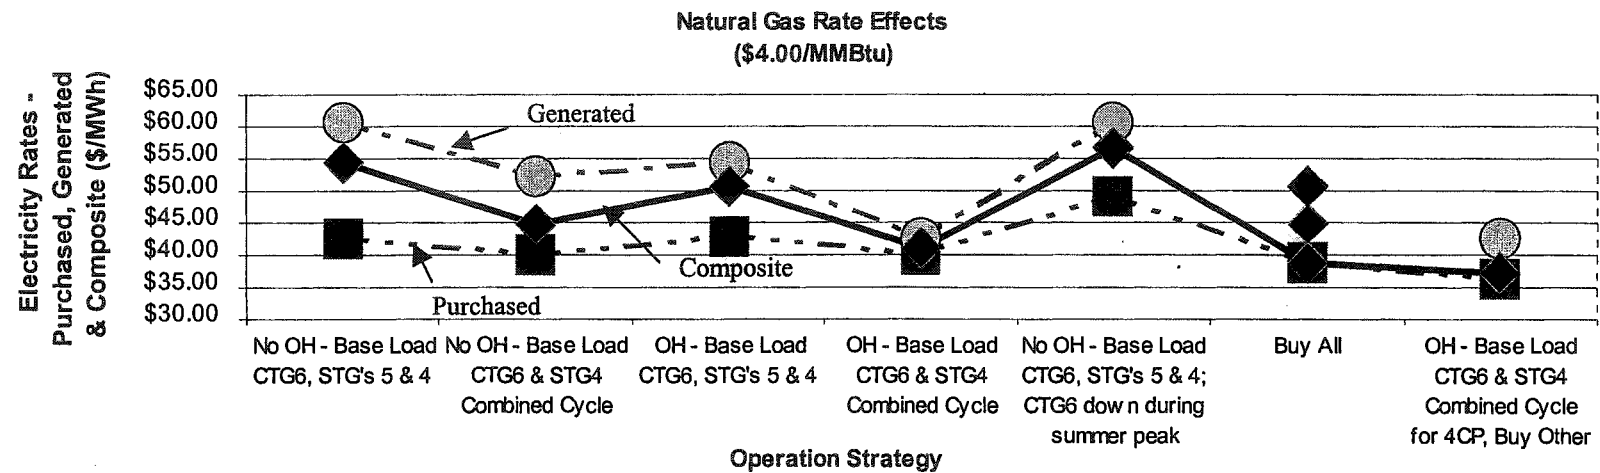 Natural Gas Rate Effects
($4.00/MMBtu)
Electricity Rates -
Purchased, Generated
& Composite ($/MWh)
$65.00
$60.00
$55.00
$50.00
$45.00
$40.00
$35.00
$30.00
Generated
Composite
Purchased
No OH - Base Load
CTG6, STG's 5 & 4
No OH - Base Load
CTG6 & STG4
Combined Cycle
OH - Base Load
CTG6, STG's 5 & 4
OH - Base Load
CTG6 & STG4
Combined Cycle
No OH - Base Load
CTG6, STG's 5 & 4;
CTG6 down during
summer peak
Buy All
OH - Base Load
CTG6 & STG4
Combined Cycle
for 4CP, Buy Other
Operation Strategy